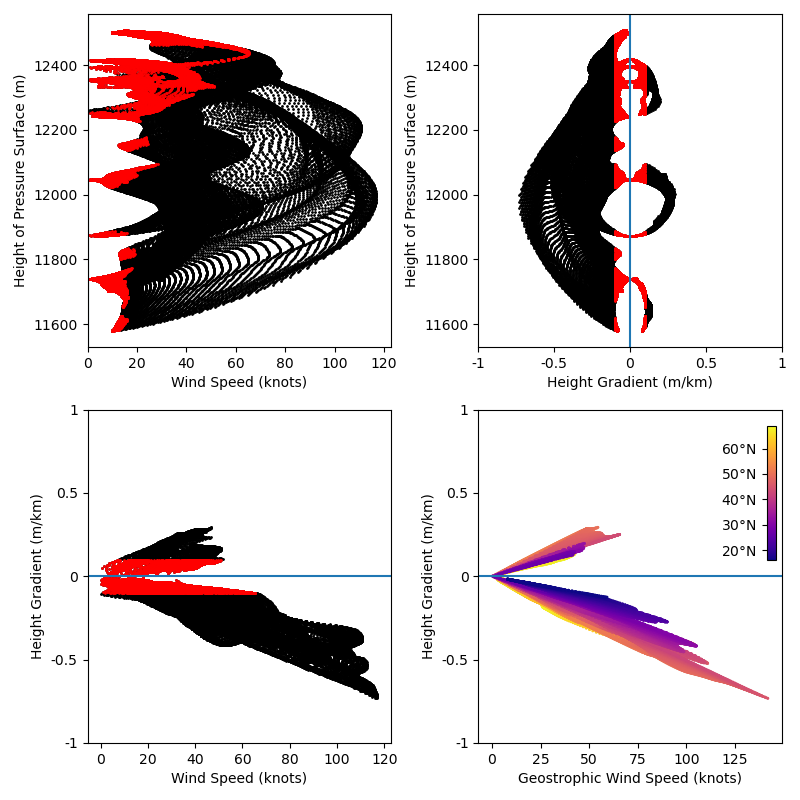 Height of Pressure Surface (m)
12400
12200
12000
11800
11600
0 20 40 60 80 100 120
Wind Speed (knots)
Height of Pressure Surface (m)
12400
12200
12000
11800
11600
-1 -0.5 0 0.5 1
Height Gradient (m/km)
Height Gradient (m/km)
1
0.5
0
-0.5
-1
0 20 40 60 80 100 120
Wind Speed (knots)
Height Gradient (m/km)
1
0.5
0
-0.5
-1
0 25 50 75 100 125
Geostrophic Wind Speed (knots)
60°N
50°N
40°N
30°N
20°N